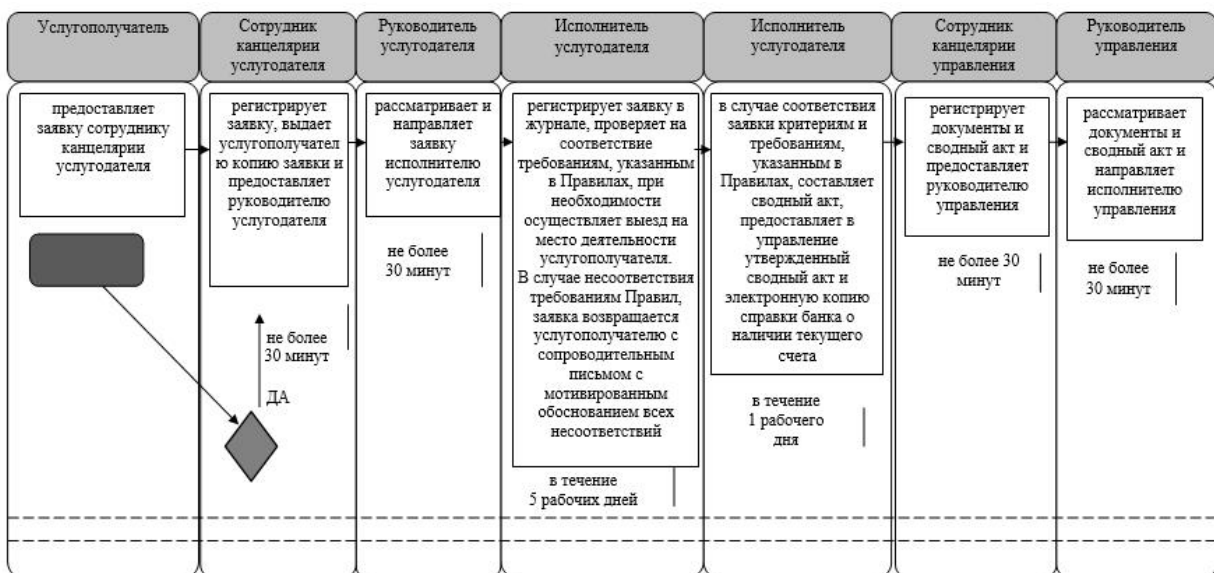 Услугополучатель
Сотрудник
канцелярии
услугодателя
Руководитель
услугодателя
Исполнитель
услугодателя
Исполнитель
услугодателя
Сотрудник
канцелярии
управления
Руководитель
управления
предоставляет
заявку сотруднику
канцелярии
услугодателя
регистрирует
заявку, выдает
услугополучател
ю копию заявки и
предоставляет
руководителю
услугодателя
рассматривает и
направляет
заявку
исполнителю
услугодателя
регистрирует заявку в
журнале, проверяет на
соответствие
требованиям, указанным
в Правилах, при
необходимости
осуществляет выезд на
место деятельности
услугополучателя.
В случае несоответствия
требованиям Правил,
заявка возвращается
услугополучателю с
сопроводительным
письмом с
мотивированным
обоснованием всех
несоответствий
в случае соответствия
заявки критериям и
требованиям,
указанным в
Правилах, составляет
сводный акт,
предоставляет в
управление
утвержденный
сводный акт и
электронную копию
справки банка о
наличии текущего
счета
регистрирует
документы и
сводный акт и
предоставляет
руководителю
управления
рассматривает
документы и
сводный акт и
направляет
исполнителю
управления
не более
30 минут
ДА
не более
30 минут
в течение
5 рабочих дней
в течение
1 рабочего
дня
не более 30
минут
не более
30 минут